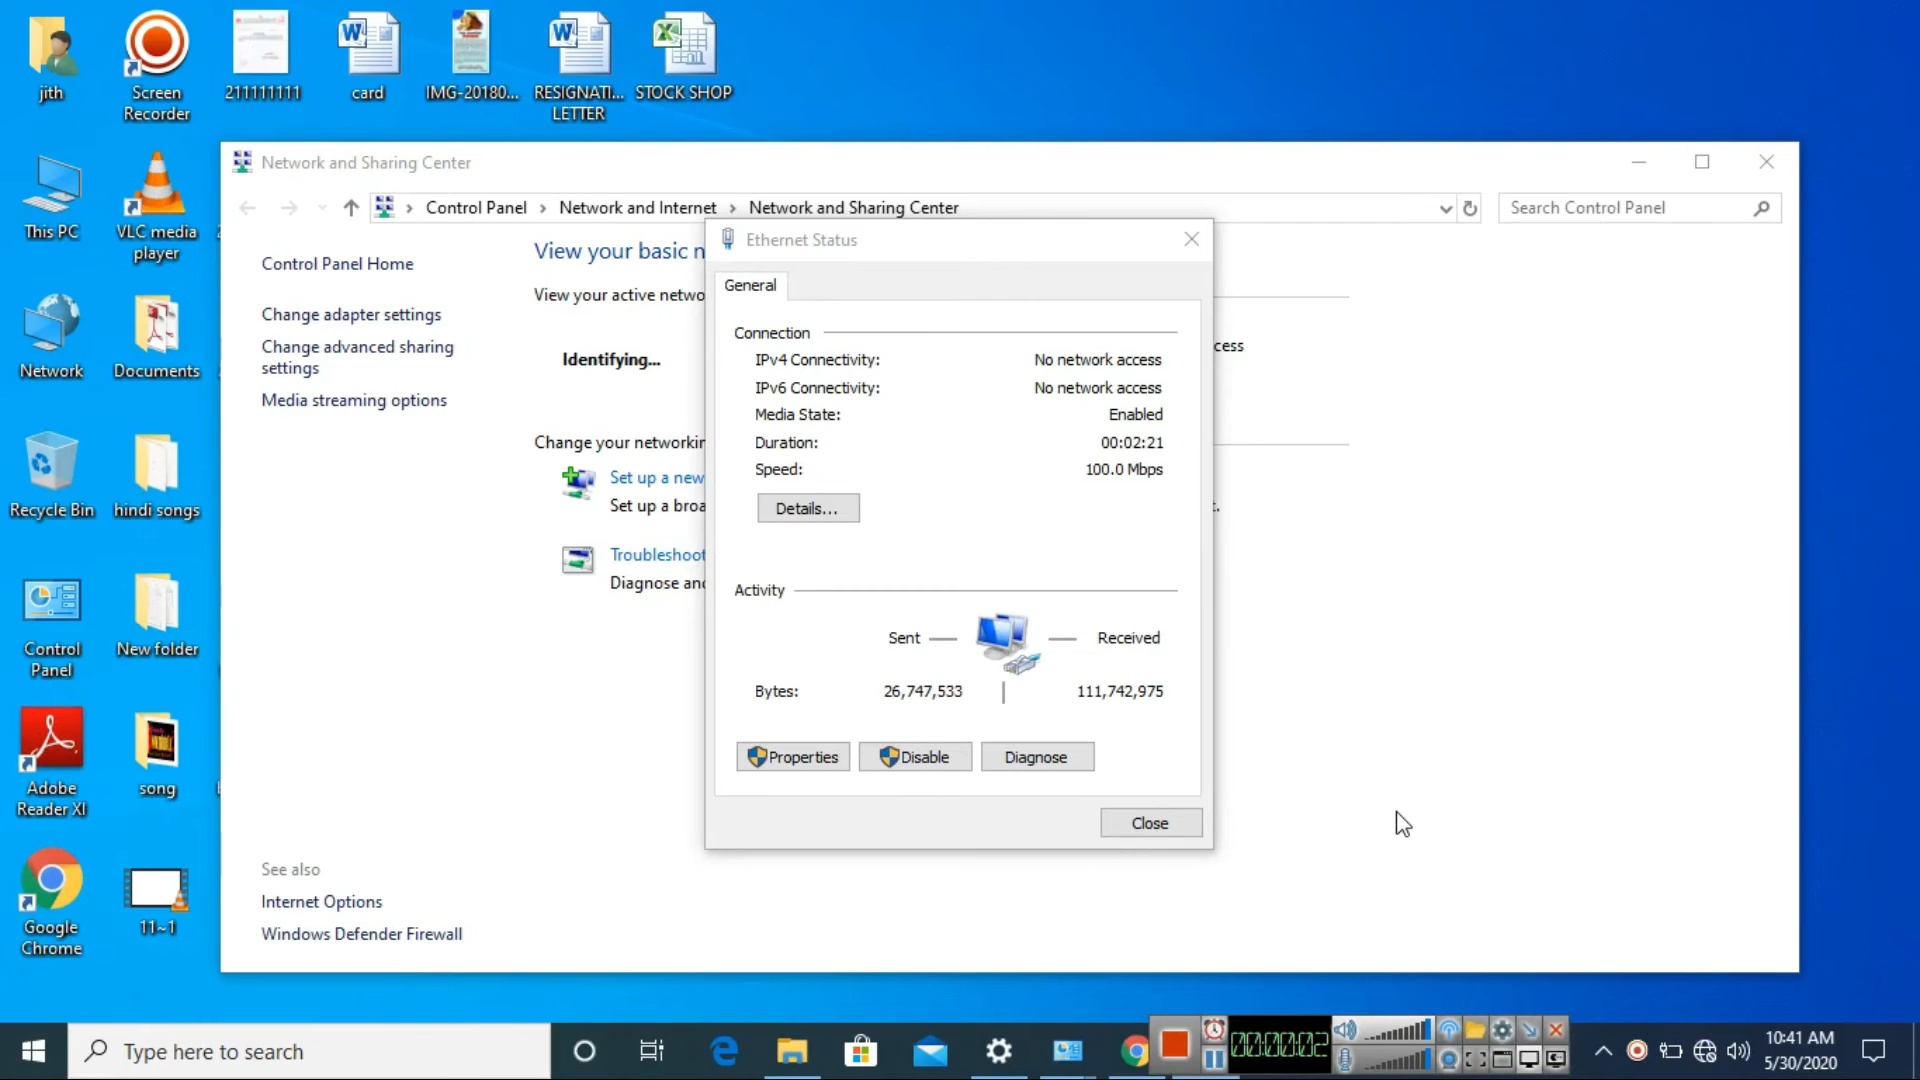 jith
Screen
Recorder
211111111
card
IMG-20180...
RESIGNATI...
LETTER
STOCK SHOP
This PC
VLC media
player
Network
Documents
Recycle Bin
hindi songs
Control
Panel
New folder
Adobe
Reader XI
song
Google
Chrome
11~1
Network and Sharing Center
Control Panel
Network and Internet
Network and Sharing Center
Search Control Panel
Control Panel Home
Change adapter settings
Change advanced sharing
settings
Media streaming options
See also
Internet Options
Windows Defender Firewall
View your basic n
View your active netwo
Identifying...
cess
Change your networkin
Set up a new
Set up a broa
t.
Troubleshoot
Diagnose and
Ethernet Status
General
Connection
IPv4 Connectivity: No network access
IPv6 Connectivity: No network access
Media State: Enabled
Duration: 00:02:21
Speed: 100.0 Mbps
Details...
Activity
Sent Received
Bytes: 26,747,533 111,742,975
Properties Disable Diagnose
Close
Type here to search
00:00:02
10:41 AM
5/30/2020